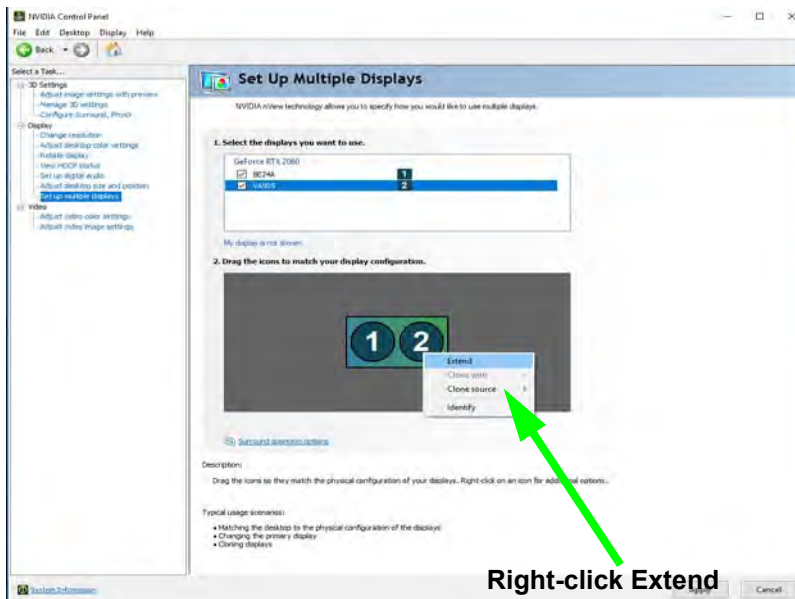 NVIDIA Control Panel
File Edit Desktop Display Help
Back
Select a Task...
3D Settings
Adjust image settings with preview
Manage 3D settings
Configure Surround, PhysX
Display
Change resolution
Adjust desktop color settings
Rotate display
View HDCP status
Set up digital audio
Adjust desktop size and position
Set up multiple displays
Video
Adjust video color settings
Adjust video image settings
System Information
Set Up Multiple Displays
NVIDIA nView technology allows you to specify how you would like to use multiple displays.
1. Select the displays you want to use.
GeForce RTX 2060
BE24A 1
2
My display is not shown
2. Drag the icons to match your display configuration.
1 2
Extend
Clone with
Clone source
Identify
Surround spanning options
Description:
Drag the icons so they match the physical configuration of your displays. Right-click on an icon for additional options.
Typical usage scenarios:
• Matching the desktop to the physical configuration of the displays
• Changing the primary display
• Cloning displays
Right-click Extend
Apply Cancel